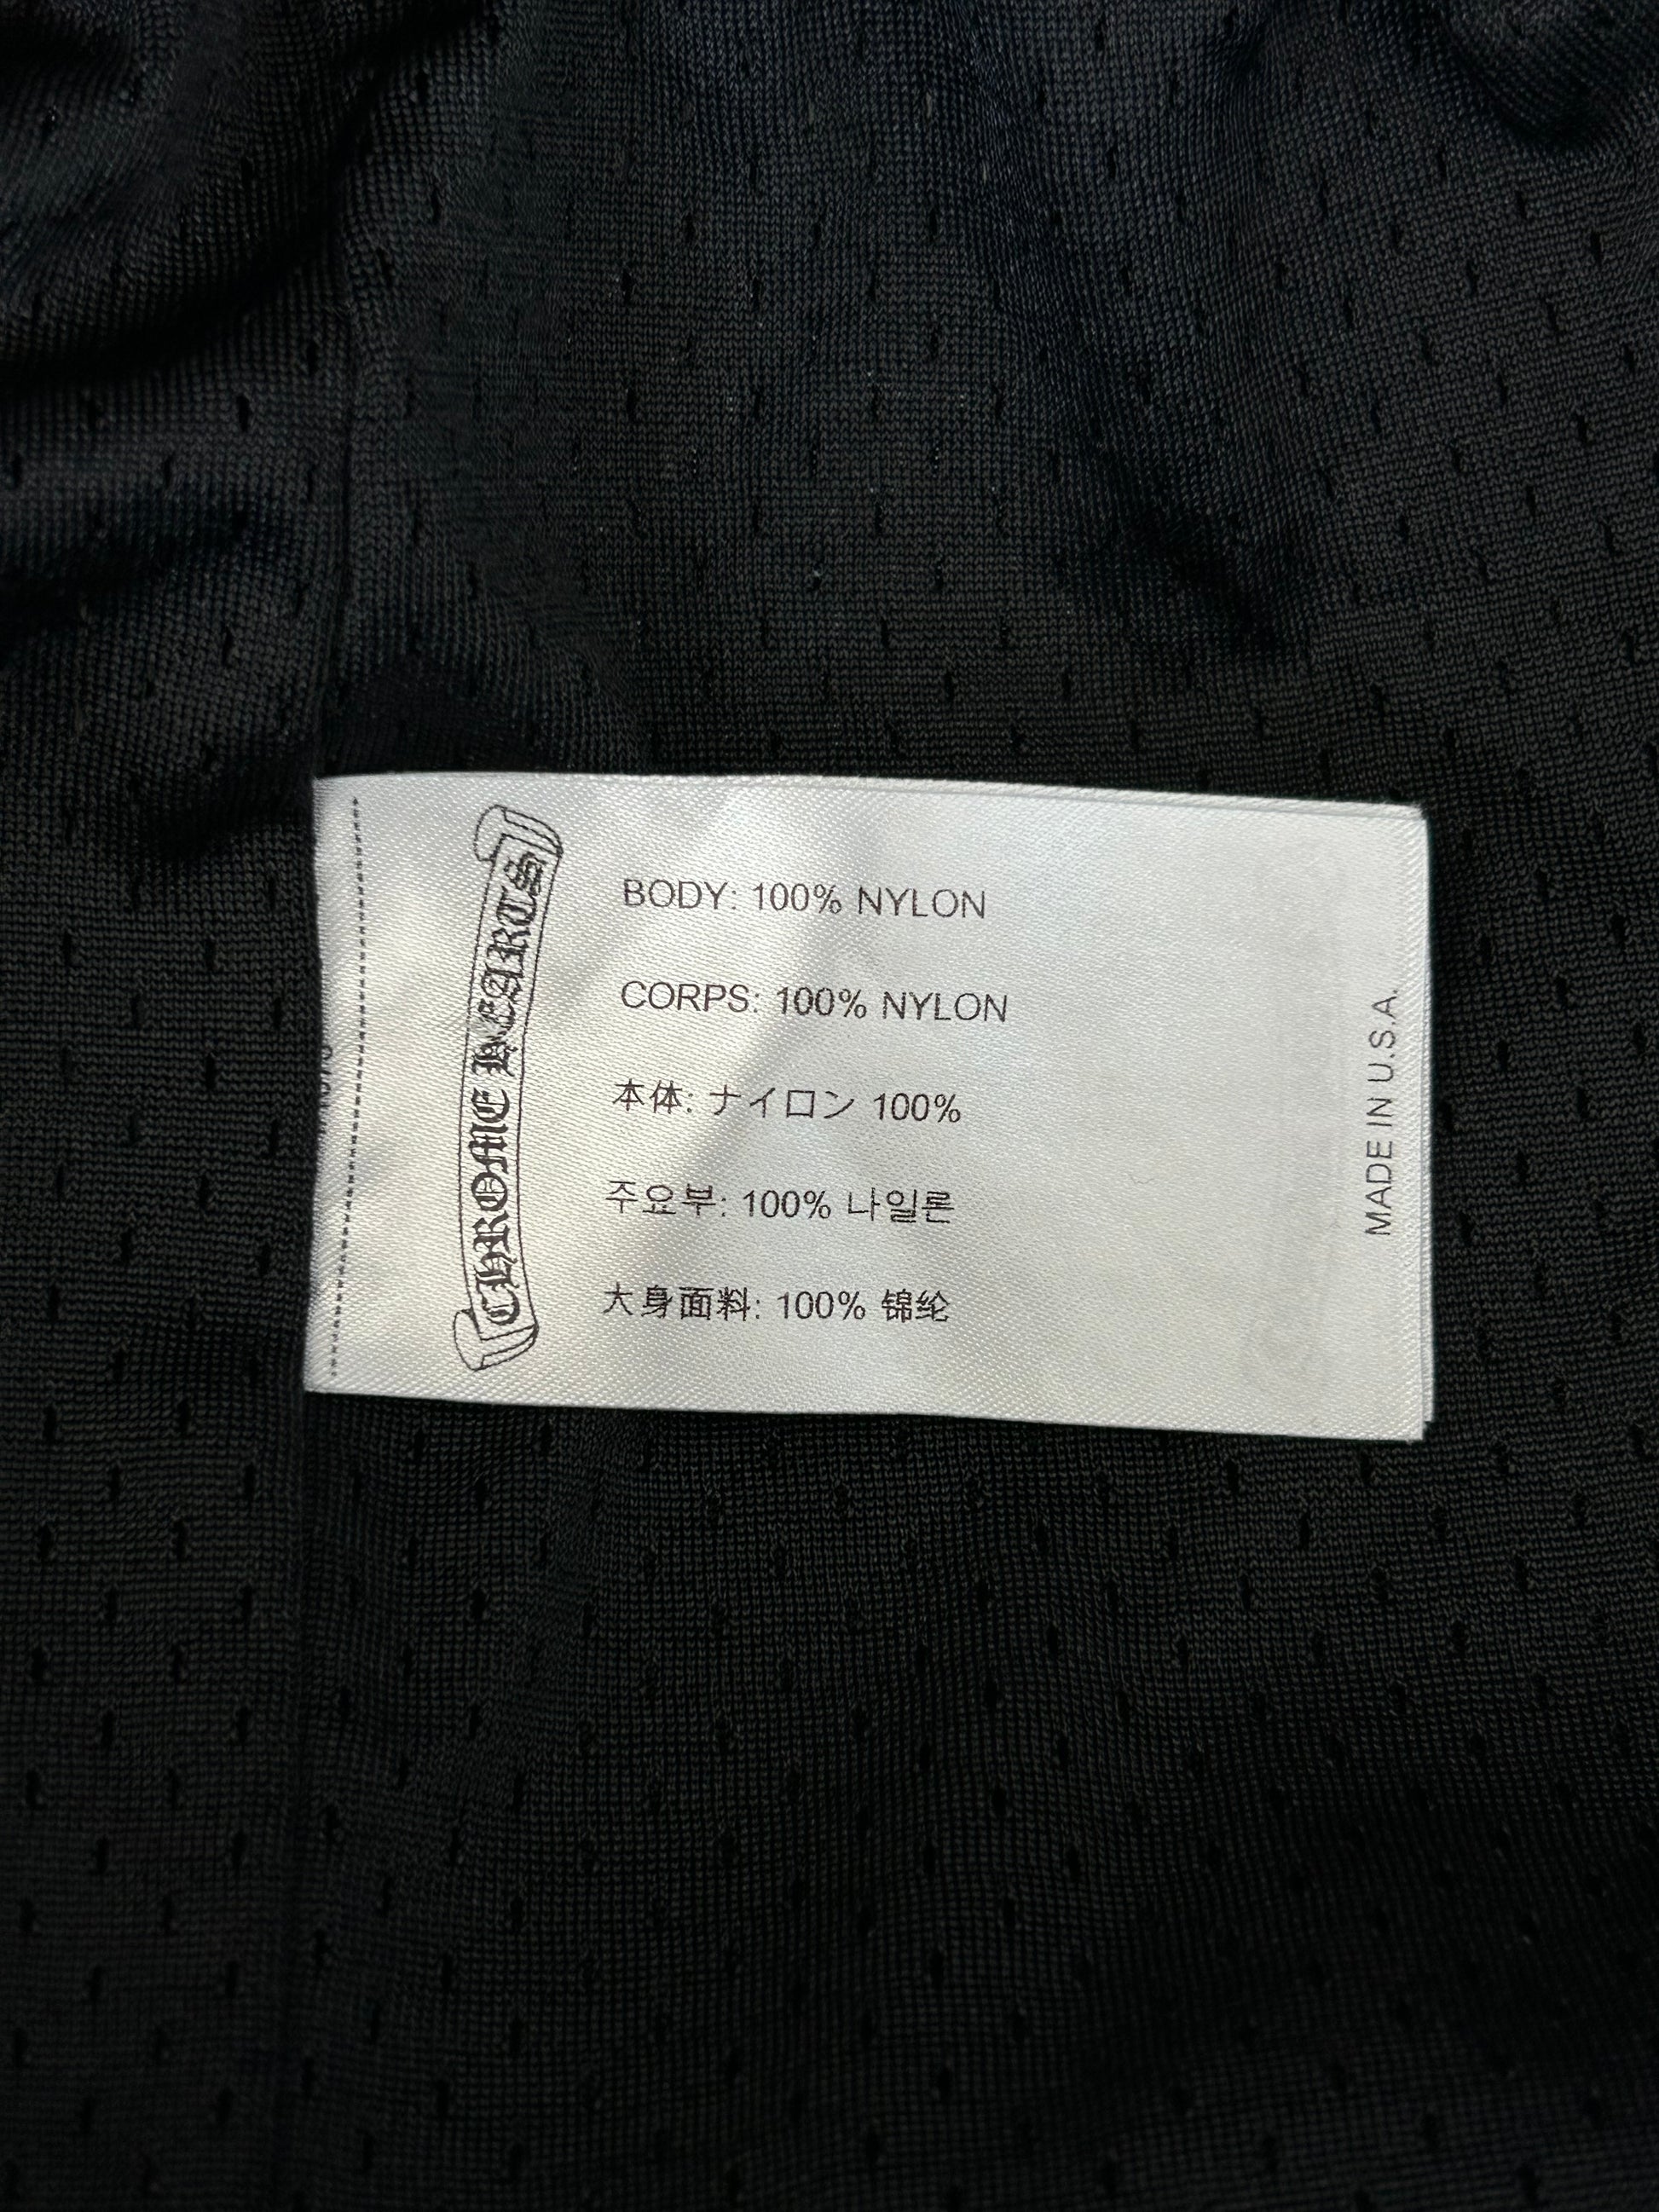 CHROME HEARTS
BODY: 100% NYLON
CORPS: 100% NYLON
本体: ナイロン 100%
주요부: 100% 나일론
大身面料: 100% 锦纶
MADE IN U.S.A.